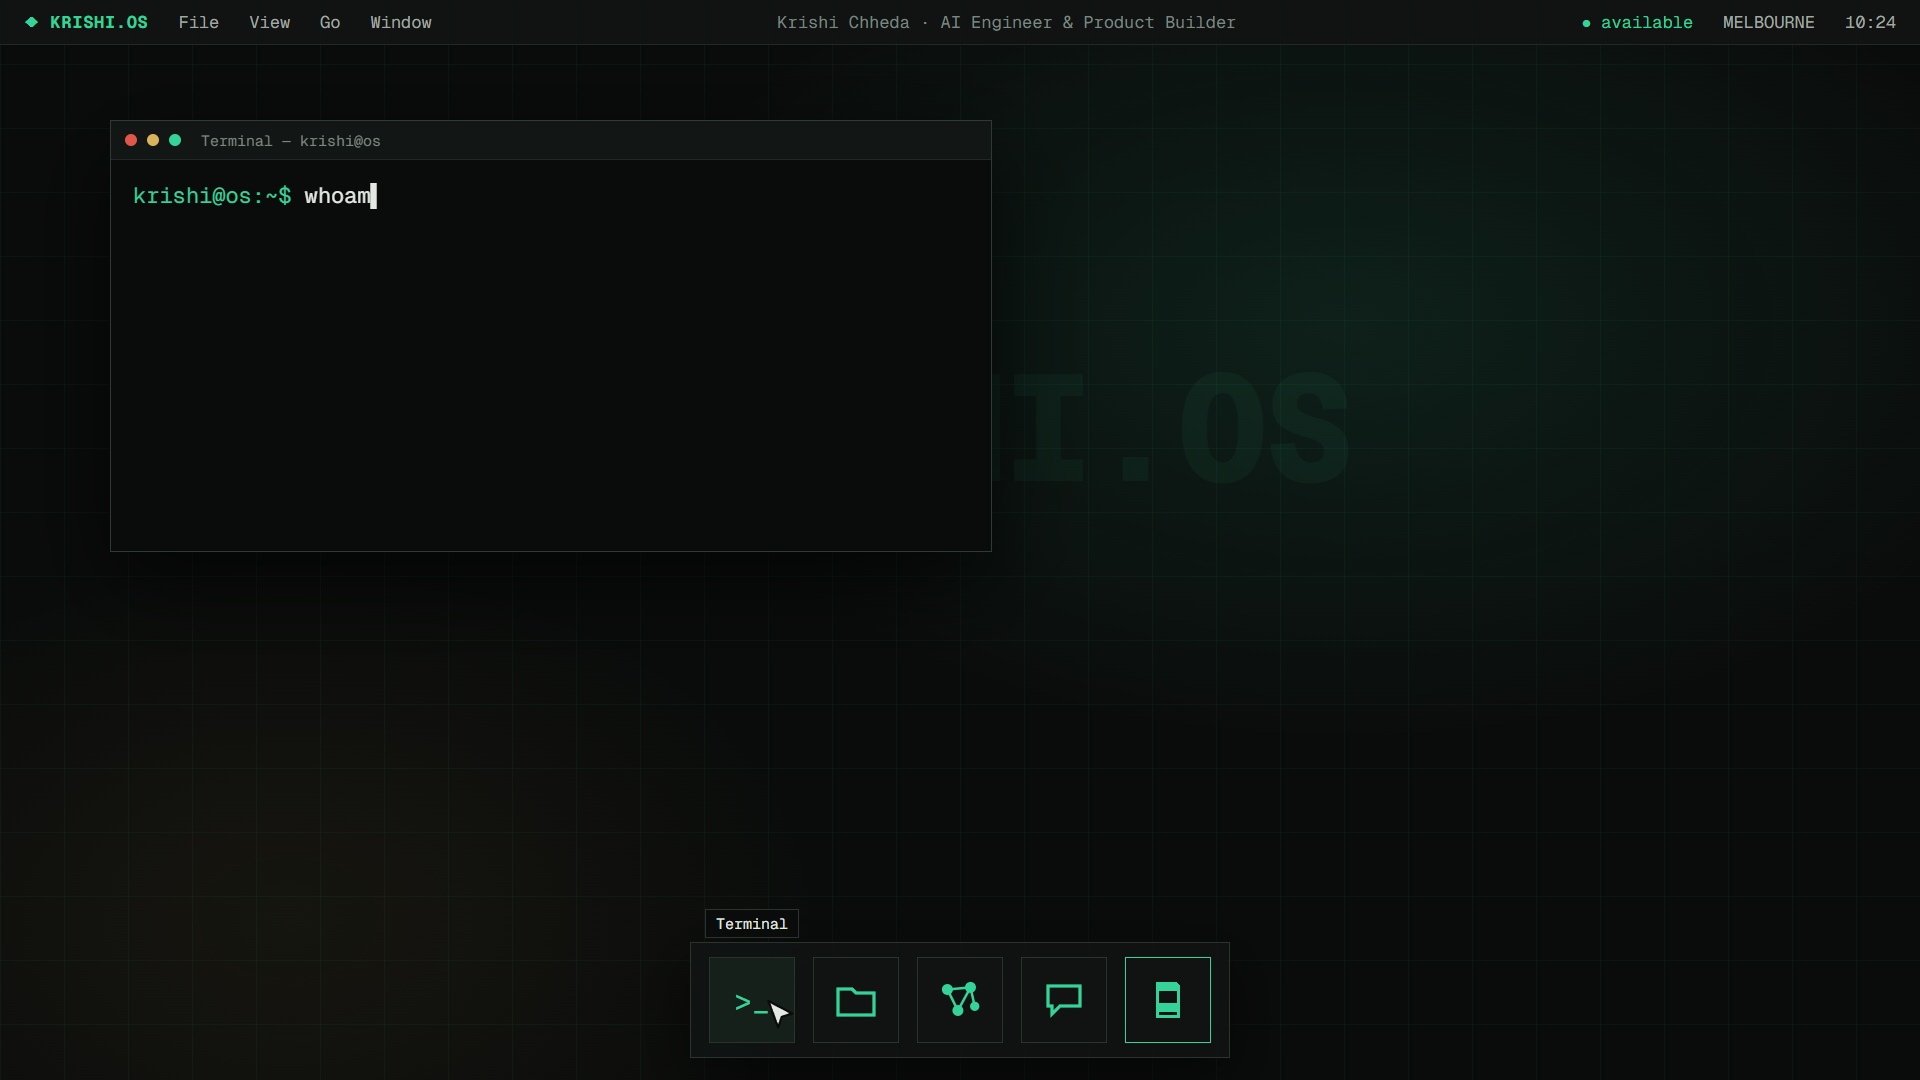 KRISHI.OS File View Go Window Krishi Chheda · AI Engineer & Product Builder ● available MELBOURNE 10:24
Terminal — krishi@os
krishi@os:~$ whoam
I.OS
Terminal
>_